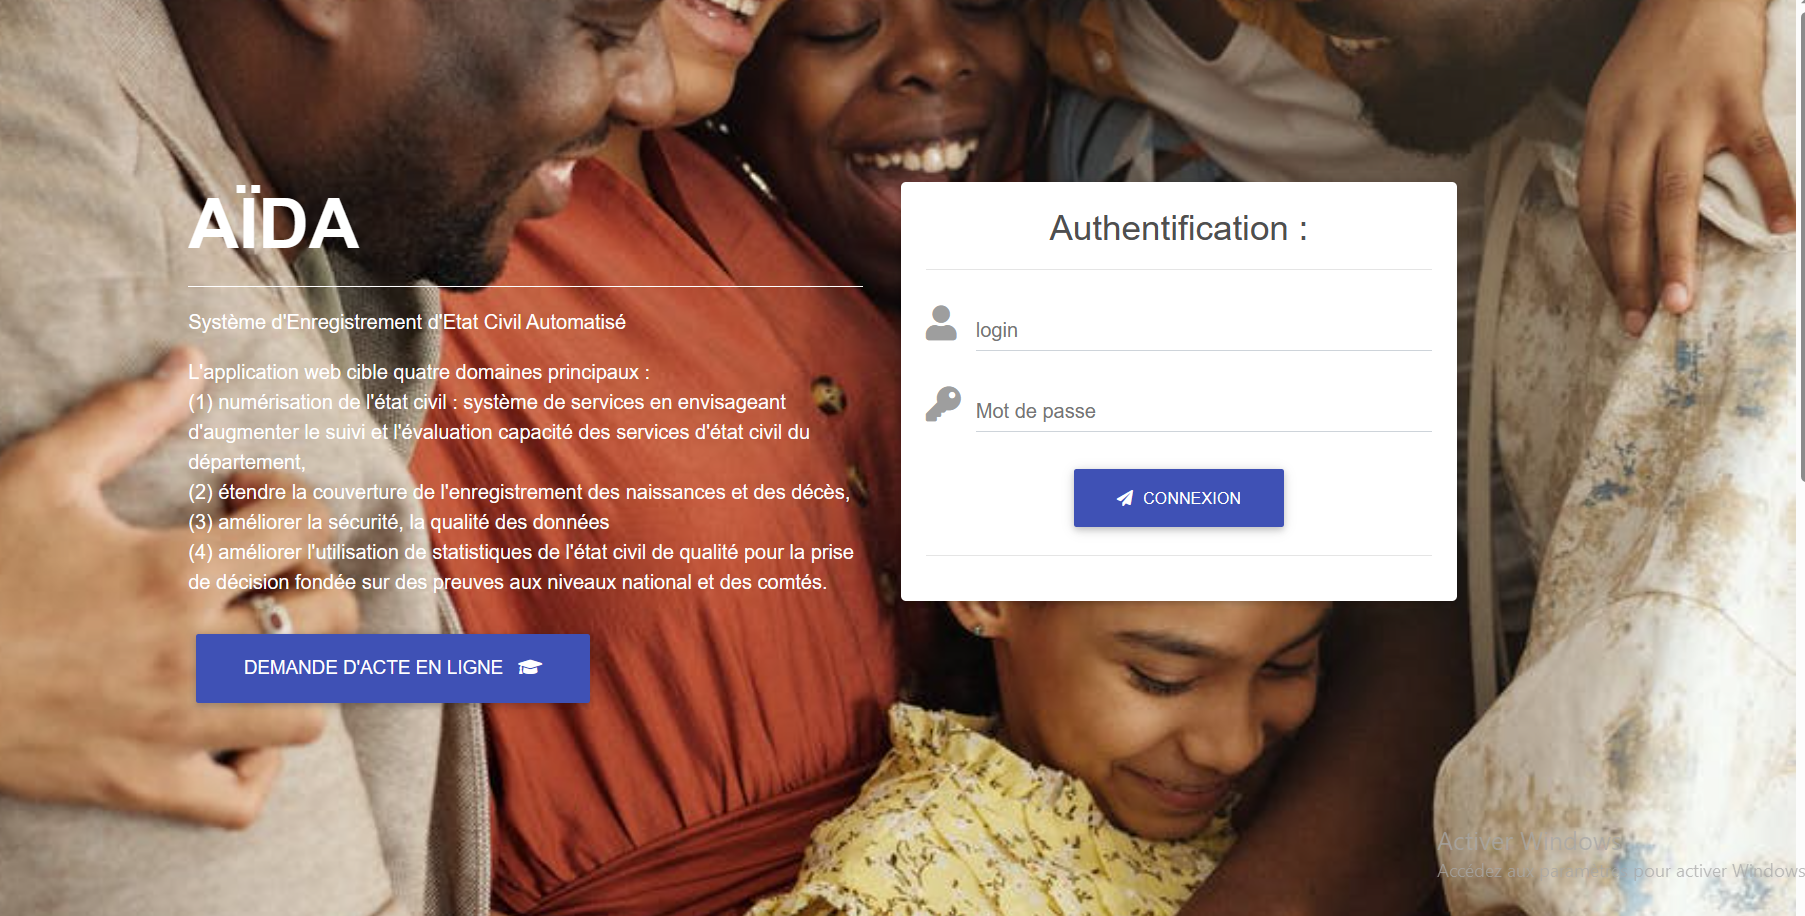 AÏDA
Système d'Enregistrement d'Etat Civil Automatisé
L'application web cible quatre domaines principaux :
(1) numérisation de l'état civil : système de services en envisageant
d'augmenter le suivi et l'évaluation capacité des services d'état civil du
département,
(2) étendre la couverture de l'enregistrement des naissances et des décès,
(3) améliorer la sécurité, la qualité des données
(4) améliorer l'utilisation de statistiques de l'état civil de qualité pour la prise
de décision fondée sur des preuves aux niveaux national et des comtés.
DEMANDE D'ACTE EN LIGNE
Authentification :
login
Mot de passe
CONNEXION
Activer Windows
Accédez aux paramètres pour activer Windows